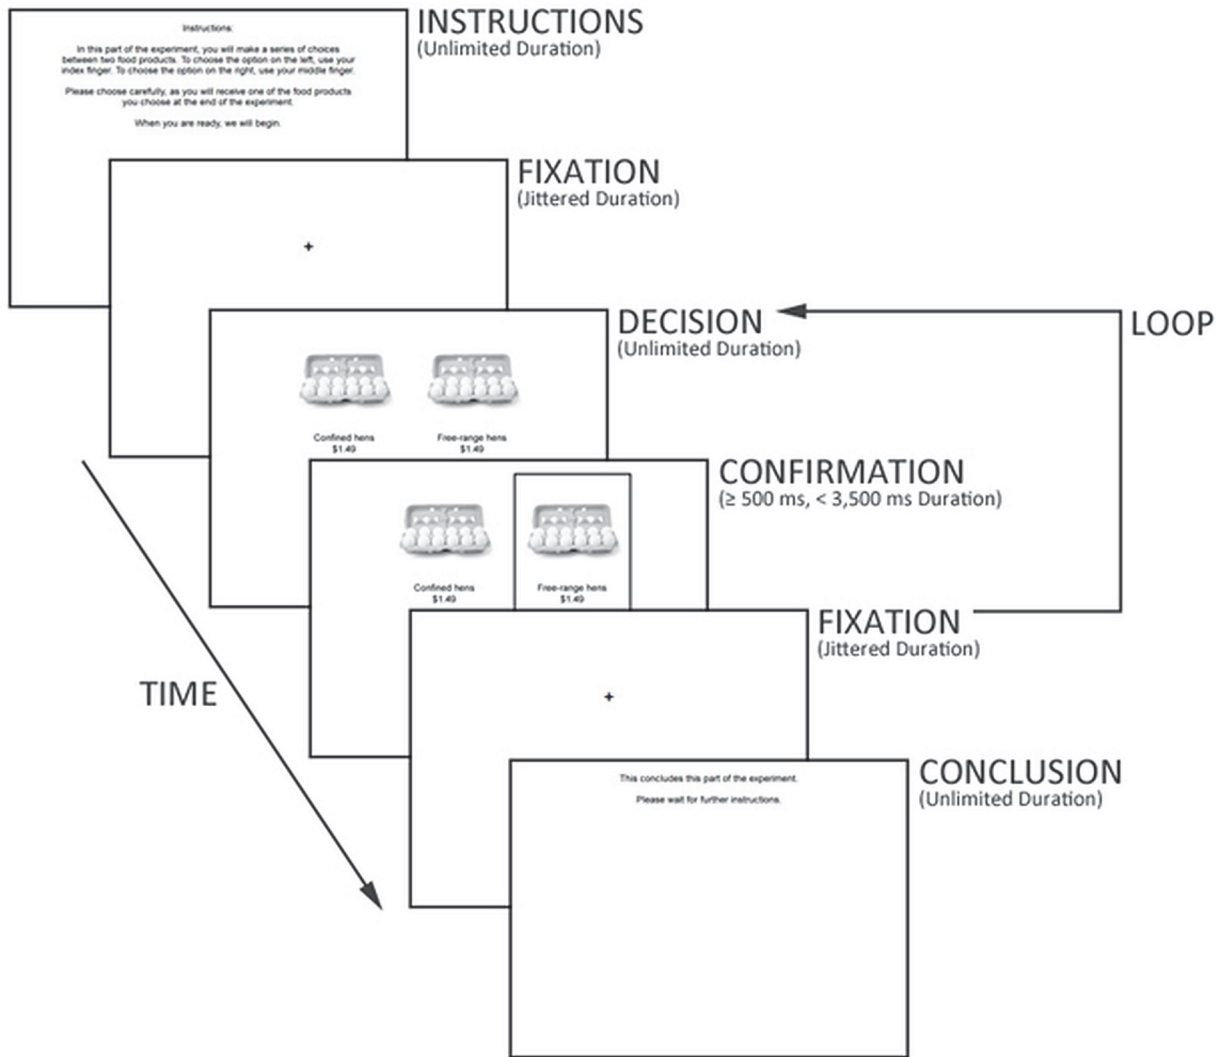 INSTRUCTIONS
(Unlimited Duration)
Instructions:
In this part of the experiment, you will make a series of choices
between two food products. To choose the option on the left, use your
index finger. To choose the option on the right, use your middle finger.
Please choose carefully, as you will receive one of the food products
you choose at the end of the experiment.
When you are ready, we will begin.
FIXATION
(Jittered Duration)
+
DECISION
(Unlimited Duration)
LOOP
Confined hens
$1.49
Free-range hens
$1.49
CONFIRMATION
(≥ 500 ms, < 3,500 ms Duration)
Confined hens
$1.49
Free-range hens
$1.49
FIXATION
(Jittered Duration)
+
TIME
CONCLUSION
(Unlimited Duration)
This concludes this part of the experiment.
Please wait for further instructions.